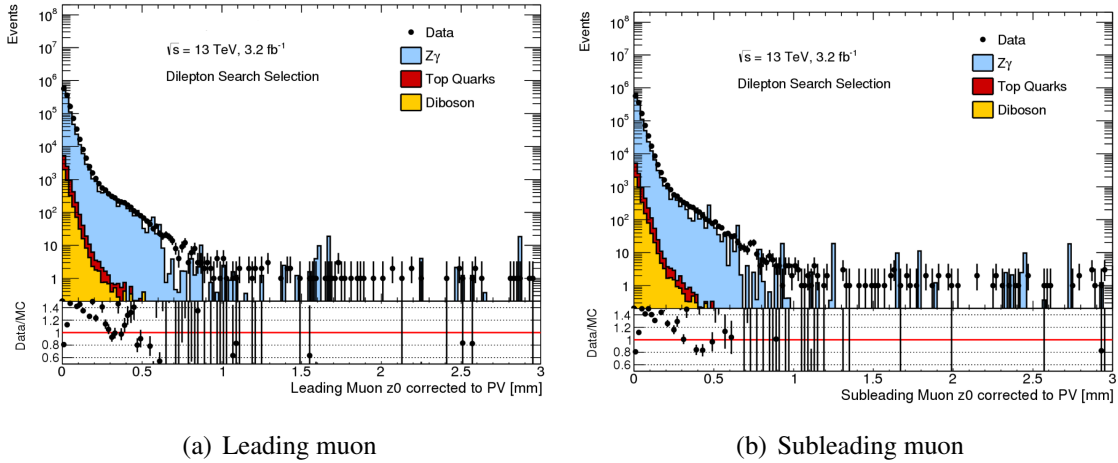 Events
10⁸
10⁷
10⁶
10⁵
10⁴
10³
10²
10
1
√s = 13 TeV, 3.2 fb⁻¹
Dilepton Search Selection
Data
Zγ
Top Quarks
Diboson
Data/MC
1.4
1.2
1
0.8
0.6
0 0.5 1 1.5 2 2.5 3
Leading Muon z0 corrected to PV [mm]
(a) Leading muon
Events
10⁸
10⁷
10⁶
10⁵
10⁴
10³
10²
10
1
√s = 13 TeV, 3.2 fb⁻¹
Dilepton Search Selection
Data
Zγ
Top Quarks
Diboson
Data/MC
1.4
1.2
1
0.8
0.6
0 0.5 1 1.5 2 2.5 3
Subleading Muon z0 corrected to PV [mm]
(b) Subleading muon